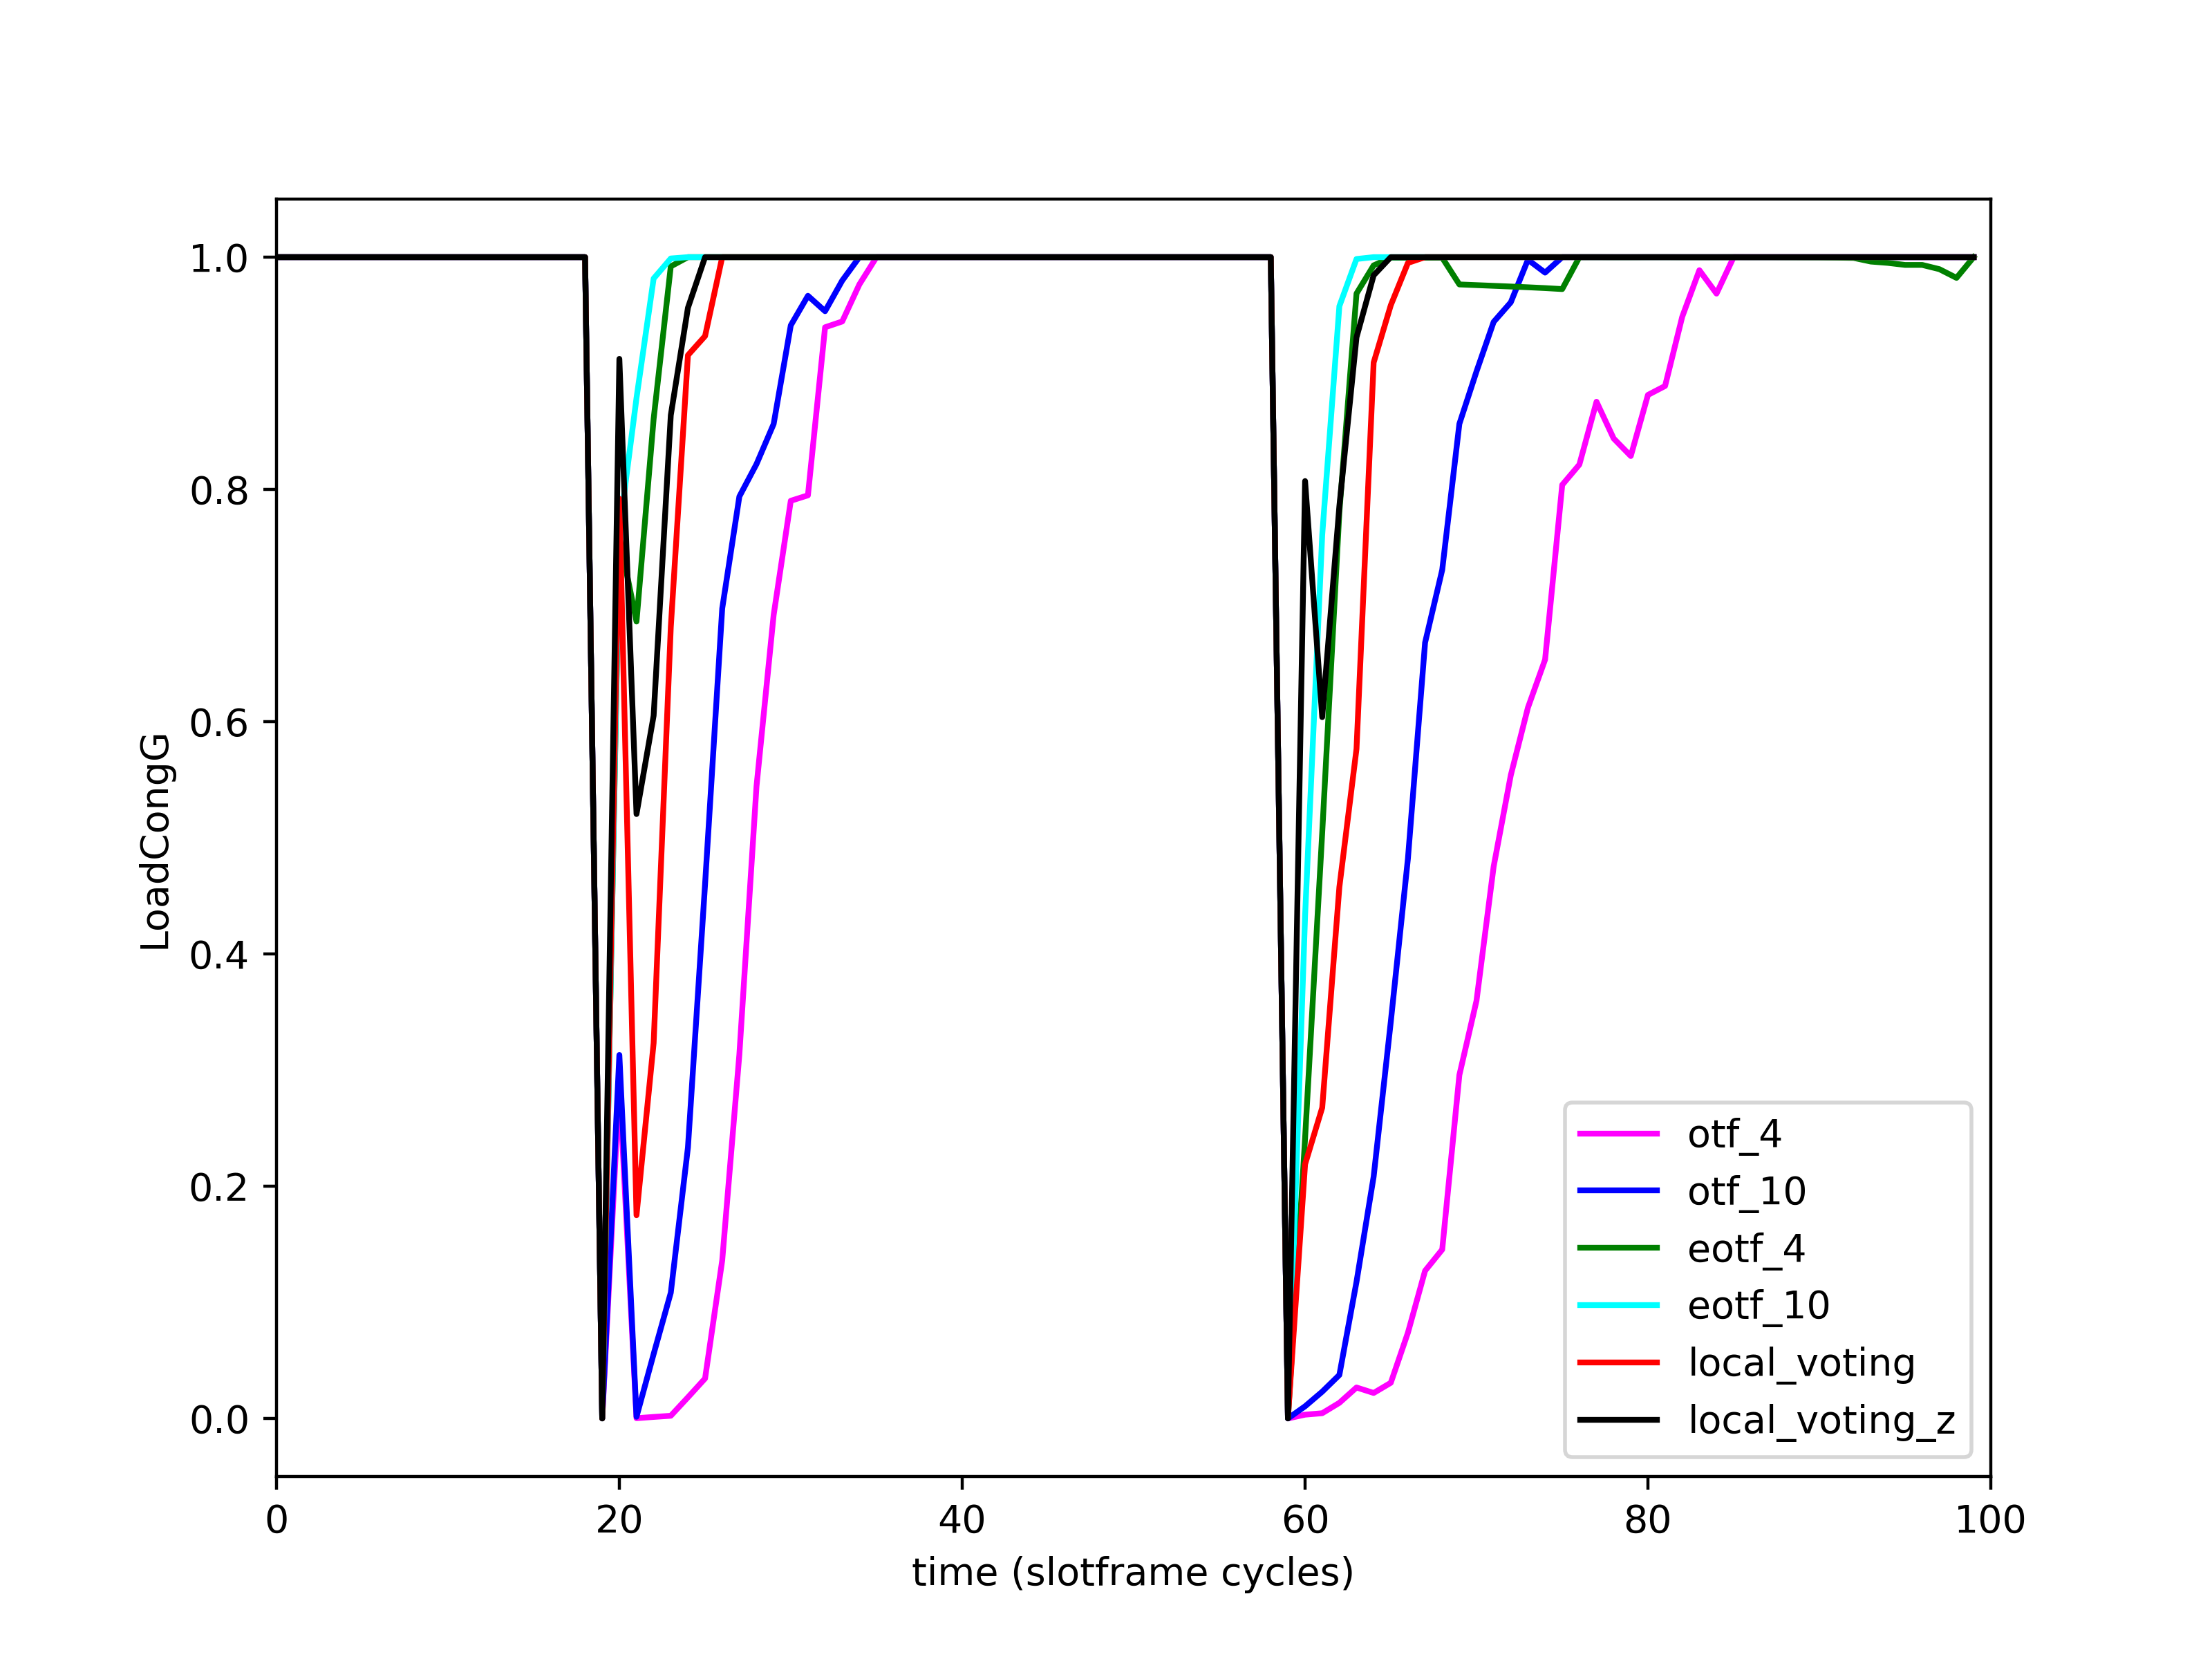 1.0
0.8
0.6
0.4
0.2
0.0
LoadCongG
0 20 40 60 80 100
time (slotframe cycles)
otf_4
otf_10
eotf_4
eotf_10
local_voting
local_voting_z